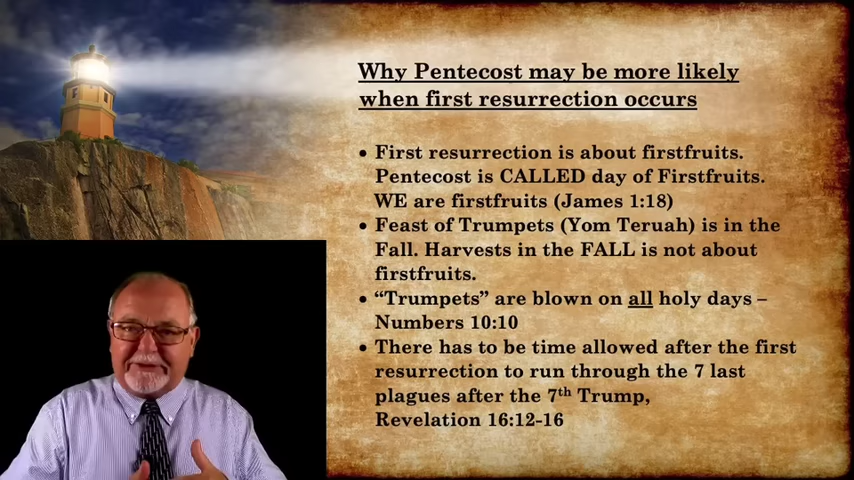 Why Pentecost may be more likely
when first resurrection occurs
• First resurrection is about firstfruits.
Pentecost is CALLED day of Firstfruits.
WE are firstfruits (James 1:18)
• Feast of Trumpets (Yom Teruah) is in the
Fall. Harvests in the FALL is not about
firstfruits.
• “Trumpets” are blown on all holy days –
Numbers 10:10
• There has to be time allowed after the first
resurrection to run through the 7 last
plagues after the 7th Trump,
Revelation 16:12-16